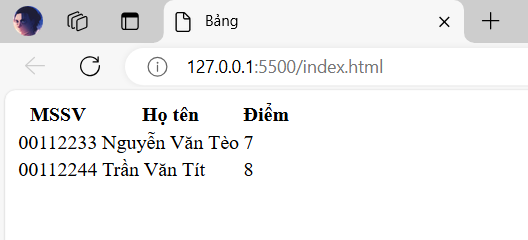 Bảng
127.0.0.1:5500/index.html
MSSV Họ tên Điểm
00112233 Nguyễn Văn Tèo 7
00112244 Trần Văn Tít 8